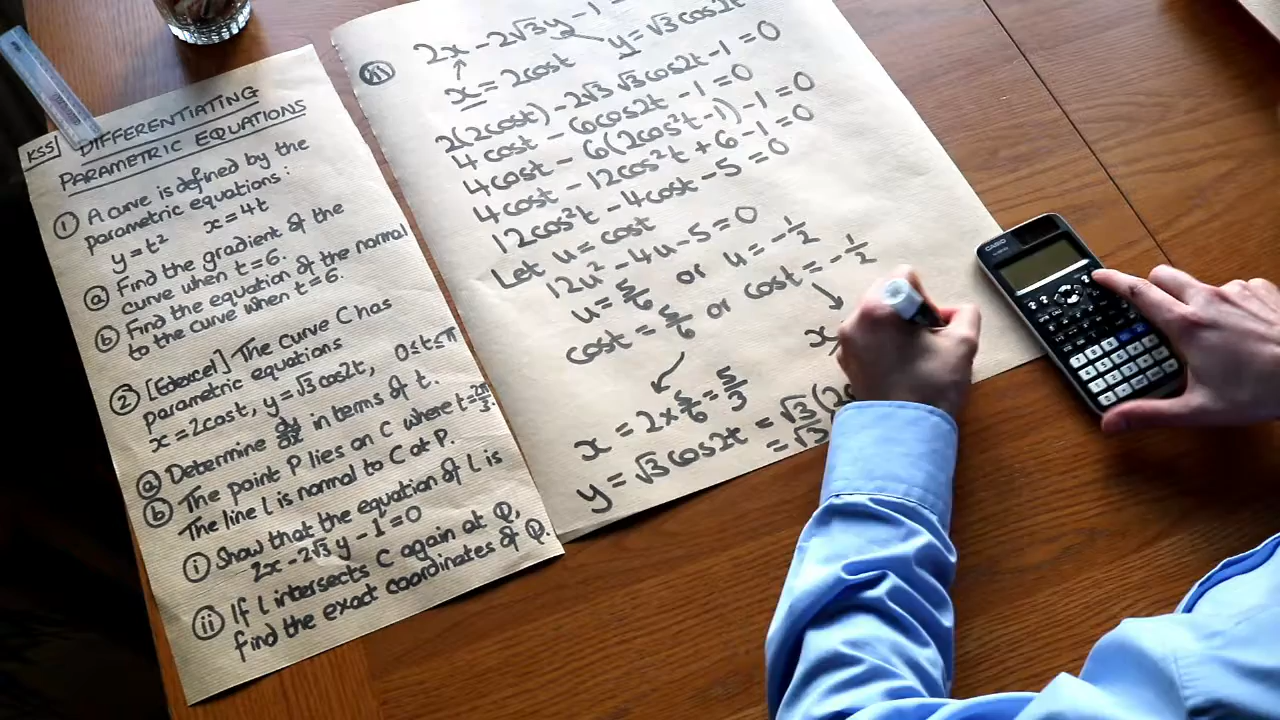 KS5 DIFFERENTIATING
PARAMETRIC EQUATIONS
① A curve is defined by the
parametric equations:
y = t² x = 4t
ⓐ Find the gradient of the
curve when t = 6.
ⓑ Find the equation of the normal
to the curve when t = 6.
② [Edexcel] The curve C has
parametric equations
x = 2cost, y = √3 cos2t, 0 ≤ t ≤ π
ⓐ Determine dy/dx in terms of t.
ⓑ The point P lies on C where t = 2π/3.
The line l is normal to C at P.
ⓘ Show that the equation of l is
2x - 2√3 y - 1 = 0
ⓘⓘ If l intersects C again at Q,
find the exact coordinates of Q.
ⓘⓘ 2x - 2√3y - 1 =
x = 2cost y = √3 cos2t
2(2cost) - 2√3 √3cos2t - 1 = 0
4cost - 6cos2t - 1 = 0
4cost - 6(2cos²t - 1) - 1 = 0
4cost - 12cos²t + 6 - 1 = 0
12cos²t - 4cost - 5 = 0
Let u = cost
12u² - 4u - 5 = 0
u = 5/6 or u = -1/2
cost = 5/6 or cost = -1/2
x = 2 x 5/6 = 5/3
y = √3 cos2t = √3(2
= √3
x
CASIO